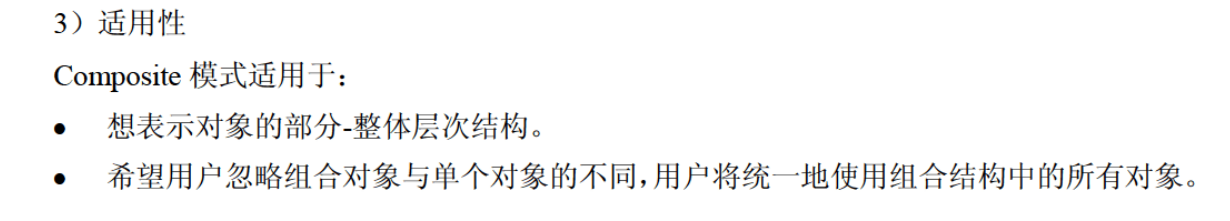 3）适用性
Composite 模式适用于：
● 想表示对象的部分-整体层次结构。
● 希望用户忽略组合对象与单个对象的不同，用户将统一地使用组合结构中的所有对象。